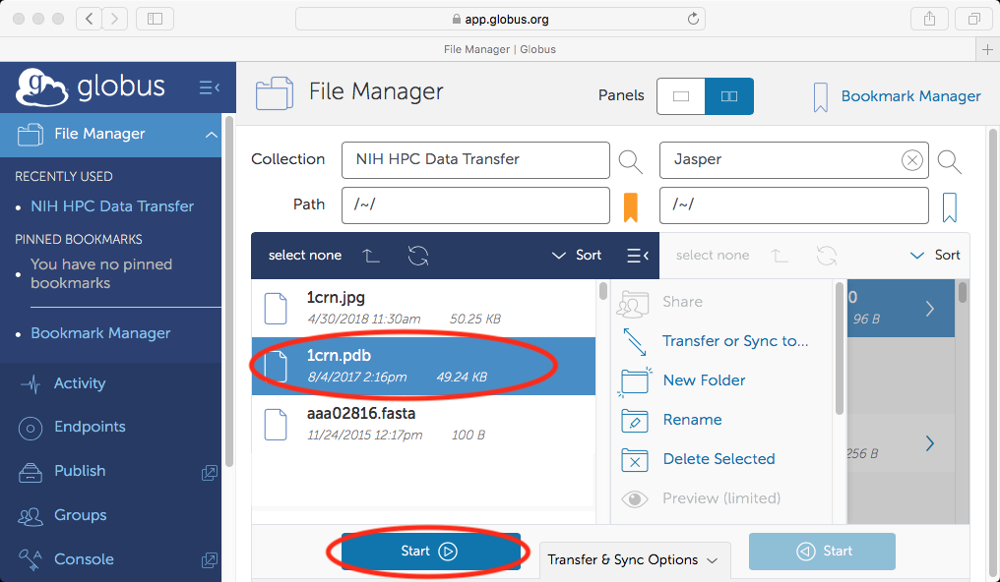 app.globus.org
File Manager | Globus
globus
File Manager
RECENTLY USED
NIH HPC Data Transfer
PINNED BOOKMARKS
You have no pinned
bookmarks
Bookmark Manager
Activity
Endpoints
Publish
Groups
Console
File Manager
Panels
Bookmark Manager
Collection
NIH HPC Data Transfer
Jasper
Path
/~/
/~/
select none
Sort
select none
Sort
1crn.jpg
4/30/2018 11:30am 50.25 KB
1crn.pdb
8/4/2017 2:16pm 49.24 KB
aaa02816.fasta
11/24/2015 12:17pm 100 B
Share
Transfer or Sync to...
New Folder
Rename
Delete Selected
Preview (limited)
0
96 B
256 B
Start
Transfer & Sync Options
Start